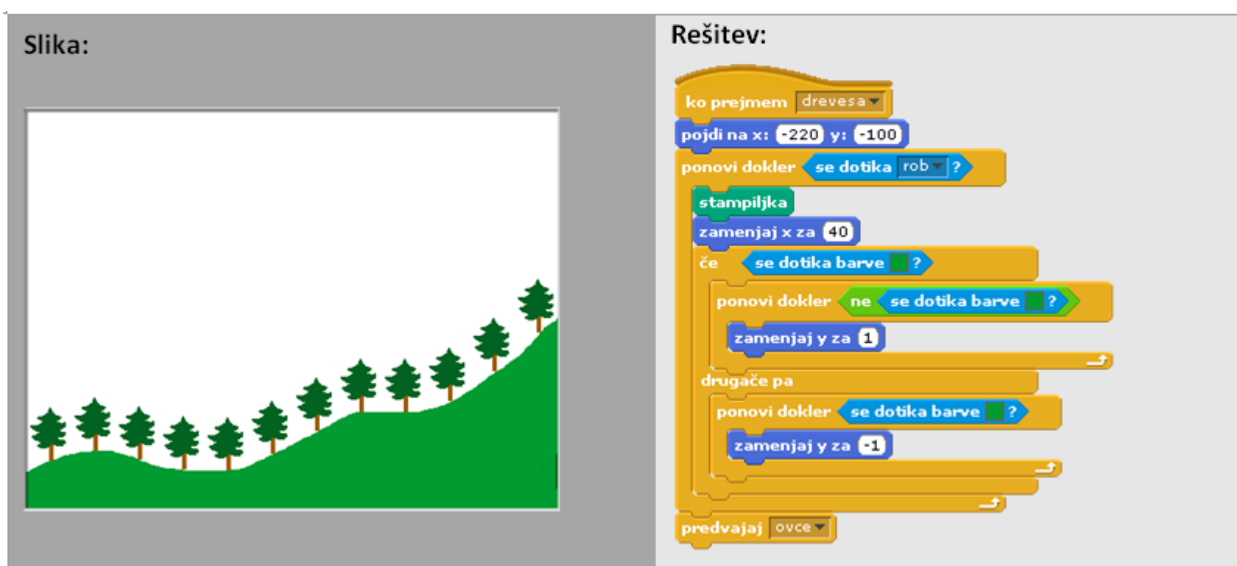 Slika:
Rešitev:
ko prejmem drevesa
pojdi na x: -220 y: -100
ponovi dokler se dotika rob ?
stampiljka
zamenjaj x za 40
če se dotika barve ?
ponovi dokler ne se dotika barve ?
zamenjaj y za 1
drugače pa
ponovi dokler se dotika barve ?
zamenjaj y za -1
predvajaj ovce